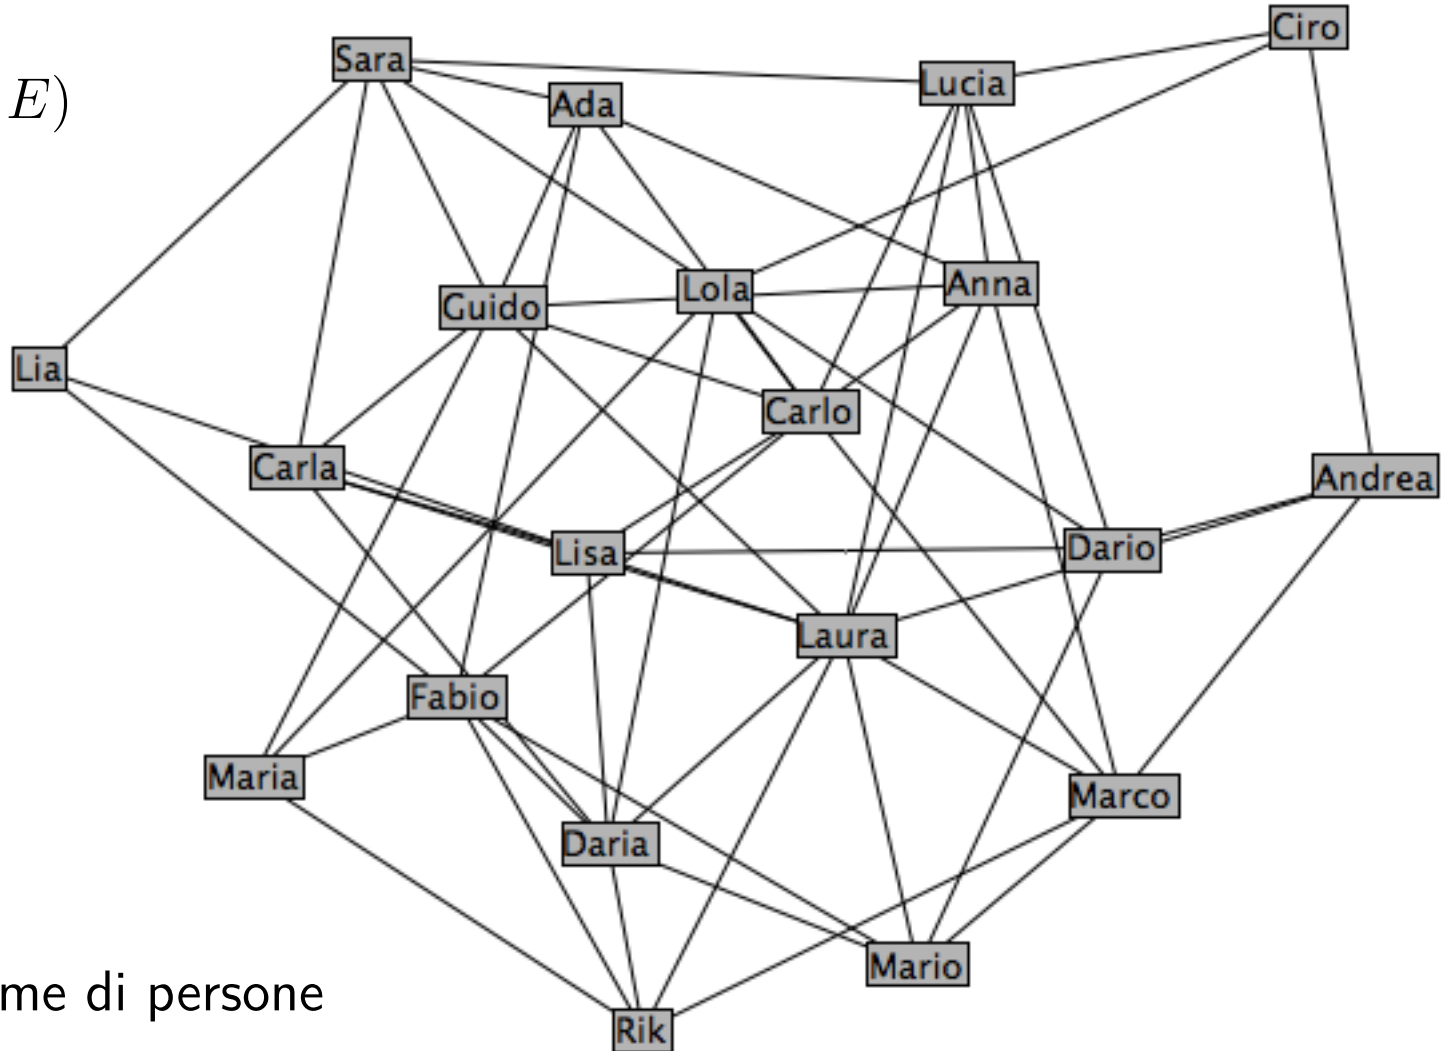 Ciro
Sara
Lucia
E)
Ada
Lola
Anna
Guido
Lia
Carlo
Carla
Andrea
Lisa
Dario
Laura
Fabio
Maria
Marco
Daria
Mario
me di persone
Rik